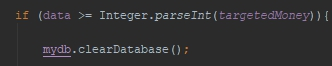 if (data >= Integer.parseInt(targetedMoney)){
mydb.clearDatabase();